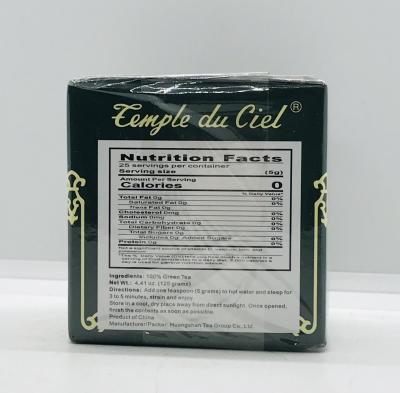 Temple du Ciel®
Nutrition Facts
25 servings per container
Serving size (5g)
Amount Per Serving
Calories 0
% Daily Value*
Total Fat 0g 0%
Saturated Fat 0g 0%
Trans Fat 0g
Cholesterol 0mg 0%
Sodium 0mg 0%
Total Carbohydrate 0g 0%
Dietary Fiber 0g 0%
Total Sugars 0g
Includes 0g Added Sugars 0%
Protein 0g
Ingredients: 100% Green Tea
Net Wt.: 4.41 oz. (125 grams)
Directions: Add one teaspoon (5 grams) to hot water and steep for
3 to 5 minutes, strain and enjoy.
Store in a cool, dry place away from direct sunlight. Once opened,
finish the contents as soon as possible.
Product of China
Manufacturer/Packer: Huangshan Tea Group Co., Ltd.